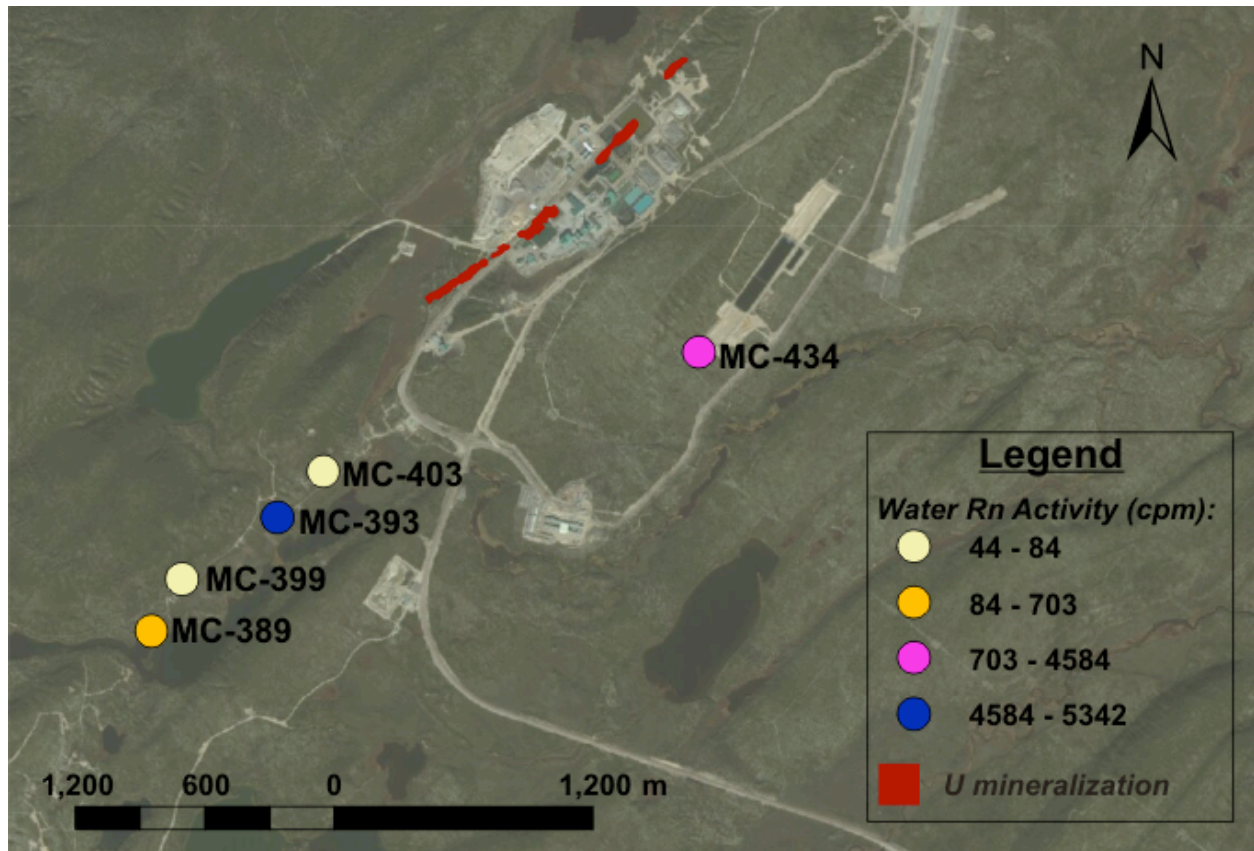 N
MC-434
MC-403
MC-393
MC-399
MC-389
Legend
Water Rn Activity (cpm):
44 - 84
84 - 703
703 - 4584
4584 - 5342
U mineralization
1,200 600 0 1,200 m